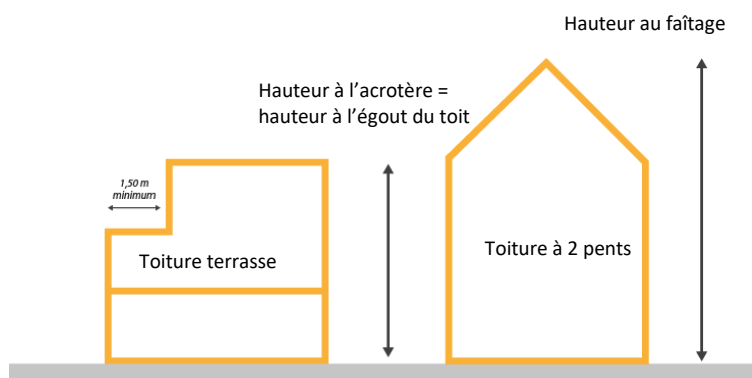 Hauteur au faîtage
Hauteur à l’acrotère =
hauteur à l’égout du toit
1,50 m
minimum
Toiture terrasse
Toiture à 2 pents